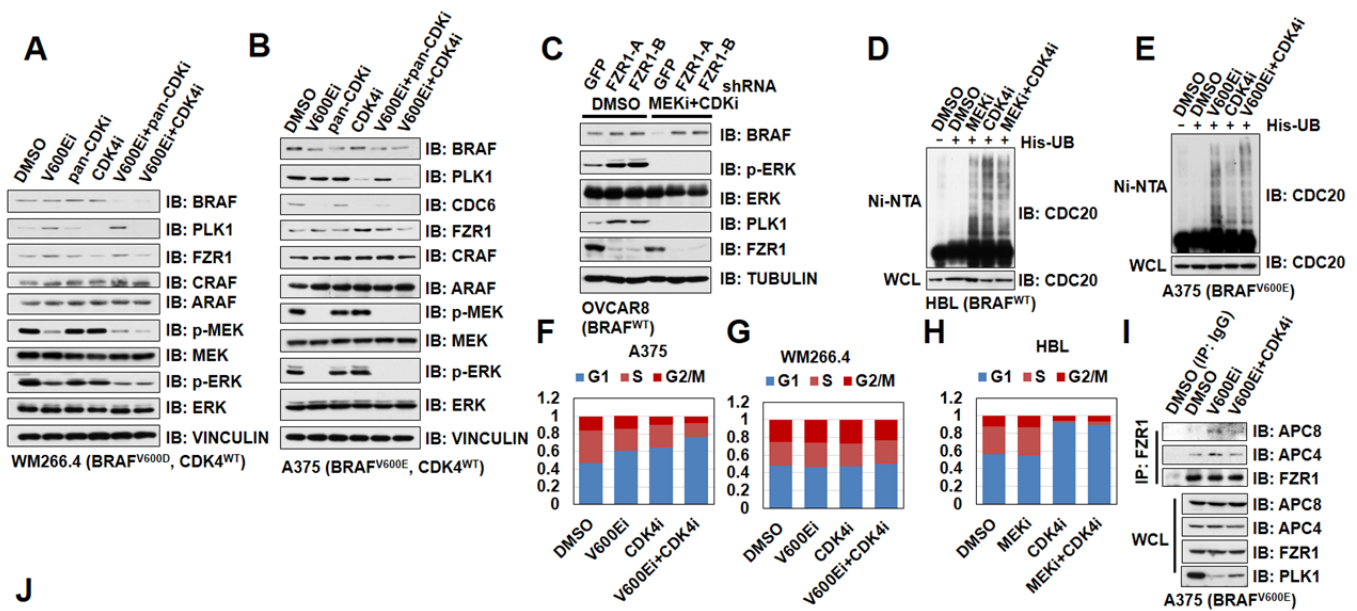 A
DMSO
V600Ei
pan-CDKi
CDK4i
V600Ei+pan-CDKi
V600Ei+CDK4i
IB: BRAF
IB: PLK1
IB: FZR1
IB: CRAF
IB: ARAF
IB: p-MEK
IB: MEK
IB: p-ERK
IB: ERK
IB: VINCULIN
WM266.4 (BRAFV600D, CDK4WT)
B
DMSO
V600Ei
pan-CDKi
CDK4i
V600Ei+pan-CDKi
V600Ei+CDK4i
IB: BRAF
IB: PLK1
IB: CDC6
IB: FZR1
IB: CRAF
IB: ARAF
IB: p-MEK
IB: MEK
IB: p-ERK
IB: ERK
IB: VINCULIN
A375 (BRAFV600E, CDK4WT)
C
GFP
FZR1-A
FZR1-B
GFP
FZR1-A
FZR1-B
shRNA
DMSO MEKi+CDKi
IB: BRAF
IB: p-ERK
IB: ERK
IB: PLK1
IB: FZR1
IB: TUBULIN
OVCAR8
(BRAFWT)
D
DMSO
DMSO
MEKi
CDK4i
MEKi+CDK4i
- + + + + His-UB
Ni-NTA
IB: CDC20
WCL
IB: CDC20
HBL (BRAFWT)
E
DMSO
DMSO
V600Ei
CDK4i
V600Ei+CDK4i
- + + + + His-UB
Ni-NTA
IB: CDC20
WCL
IB: CDC20
A375 (BRAFV600E)
F
A375
G1 S G2/M
1.2
1
0.8
0.6
0.4
0.2
0
DMSO
V600Ei
CDK4i
V600Ei+CDK4i
G
WM266.4
G1 S G2/M
1.2
1
0.8
0.6
0.4
0.2
0
DMSO
V600Ei
CDK4i
V600Ei+CDK4i
H
HBL
G1 S G2/M
1.2
1
0.8
0.6
0.4
0.2
0
DMSO
MEKi
CDK4i
MEKi+CDK4i
I
DMSO (IP: IgG)
DMSO
V600Ei
V600Ei+CDK4i
IP: FZR1
IB: APC8
IB: APC4
IB: FZR1
WCL
IB: APC8
IB: APC4
IB: FZR1
IB: PLK1
A375 (BRAFV600E)
J